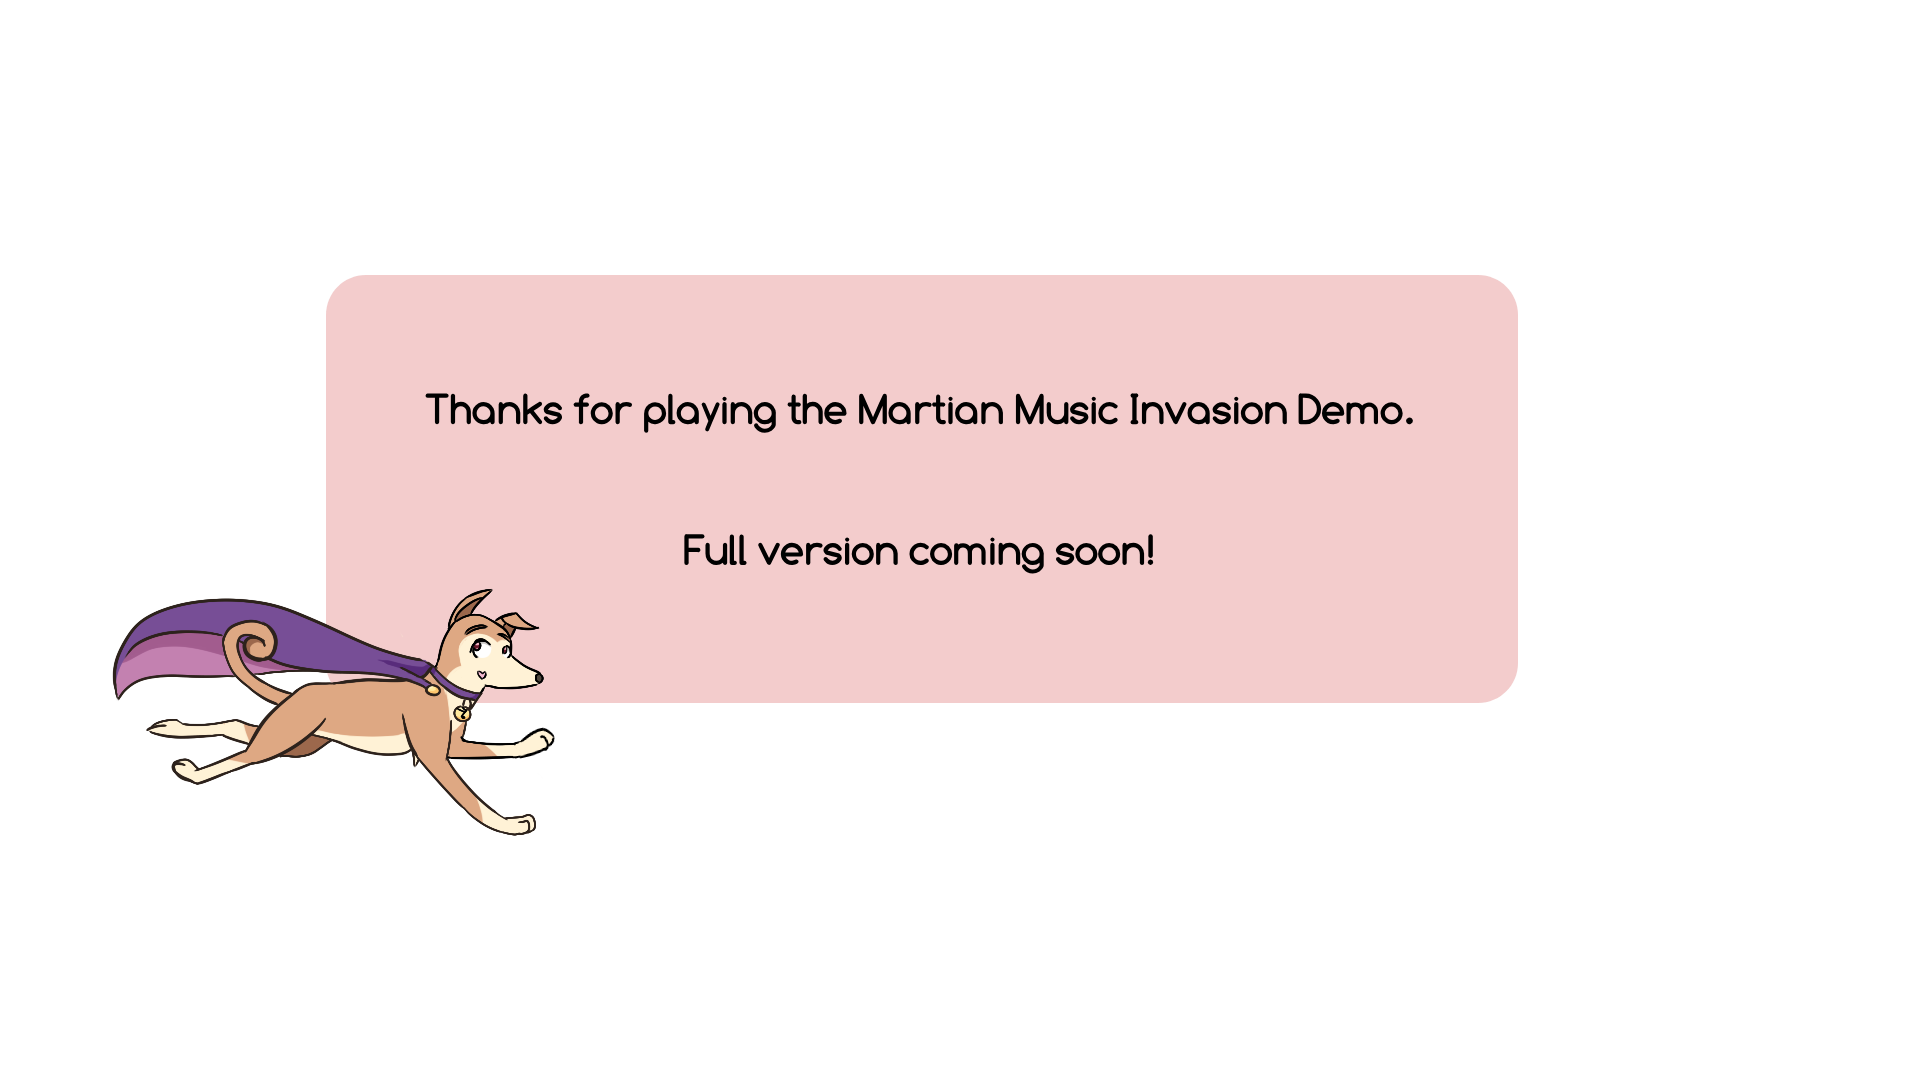 Thanks for playing the Martian Music Invasion Demo.
Full version coming soon!